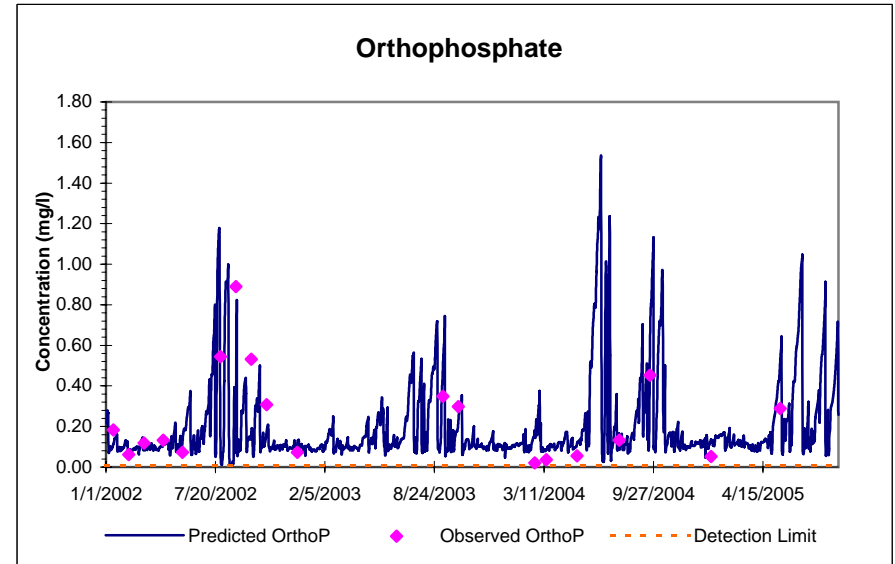 Orthophosphate
Concentration (mg/l)
1.80
1.60
1.40
1.20
1.00
0.80
0.60
0.40
0.20
0.00
1/1/2002 7/20/2002 2/5/2003 8/24/2003 3/11/2004 9/27/2004 4/15/2005
Predicted OrthoP Observed OrthoP Detection Limit